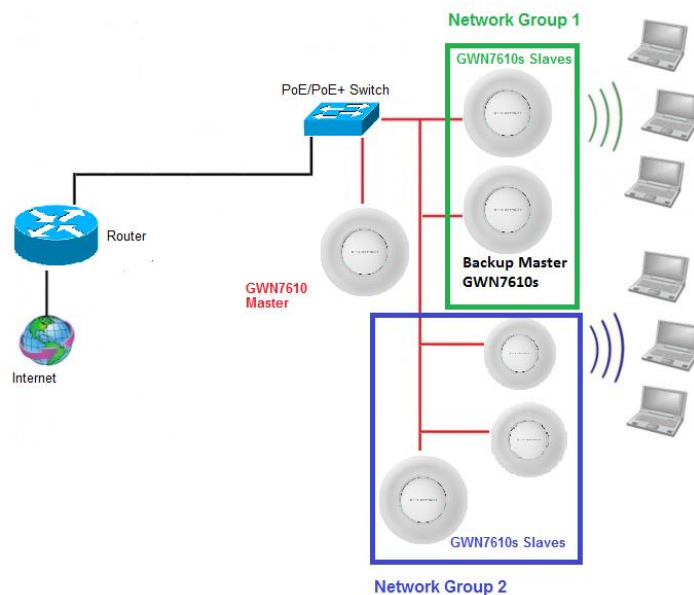 Network Group 1
GWN7610s Slaves
PoE/PoE+ Switch
Router
GWN7610
Master
Backup Master
GWN7610s
Internet
GWN7610s Slaves
Network Group 2